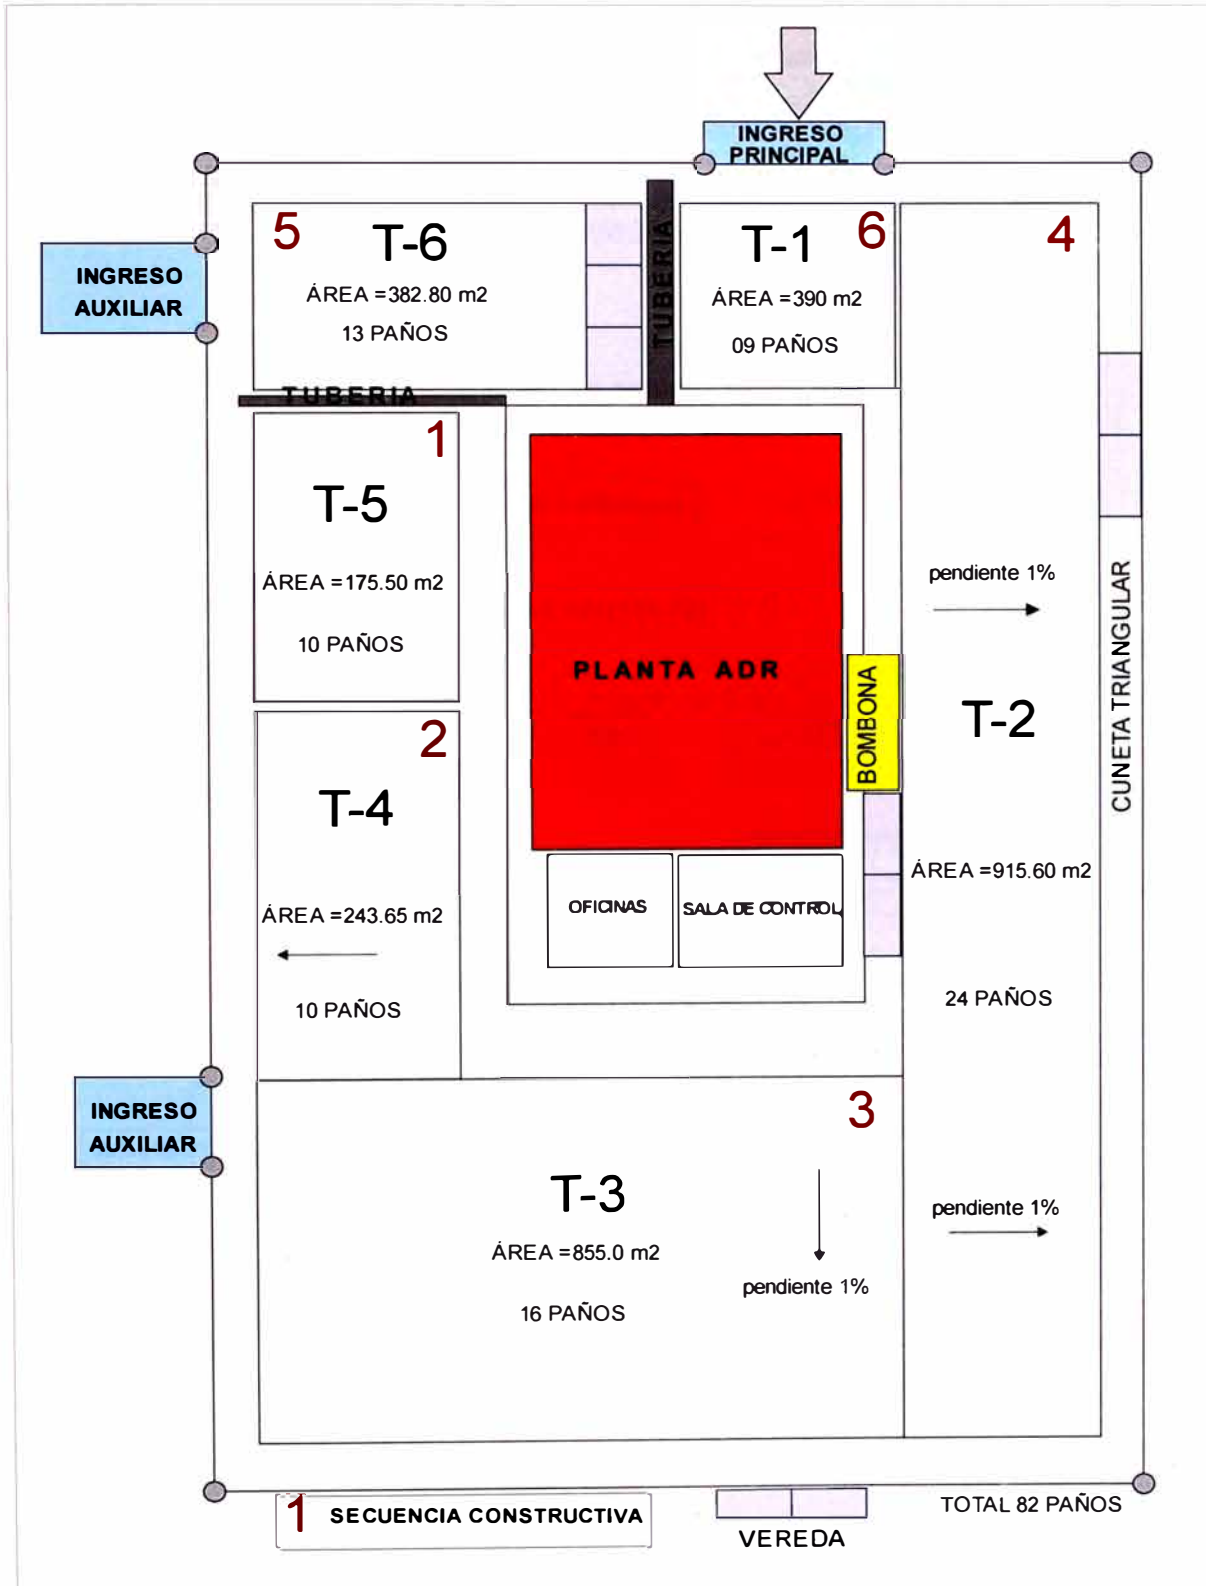 INGRESO
PRINCIPAL
5
T-6
ÁREA =382.80 m2
13 PAÑOS
TUBERIA
T-1
6
ÁREA =390 m2
09 PAÑOS
4
INGRESO
AUXILIAR
TUBERIA
1
T-5
ÁREA =175.50 m2
10 PAÑOS
PLANTA ADR
pendiente 1%
BOMBONA
T-2
CUNETA TRIANGULAR
2
T-4
ÁREA =243.65 m2
10 PAÑOS
OFICINAS
SALA DE CONTROL
ÁREA =915.60 m2
24 PAÑOS
INGRESO
AUXILIAR
3
T-3
ÁREA =855.0 m2
16 PAÑOS
pendiente 1%
pendiente 1%
1 SECUENCIA CONSTRUCTIVA
VEREDA
TOTAL 82 PAÑOS